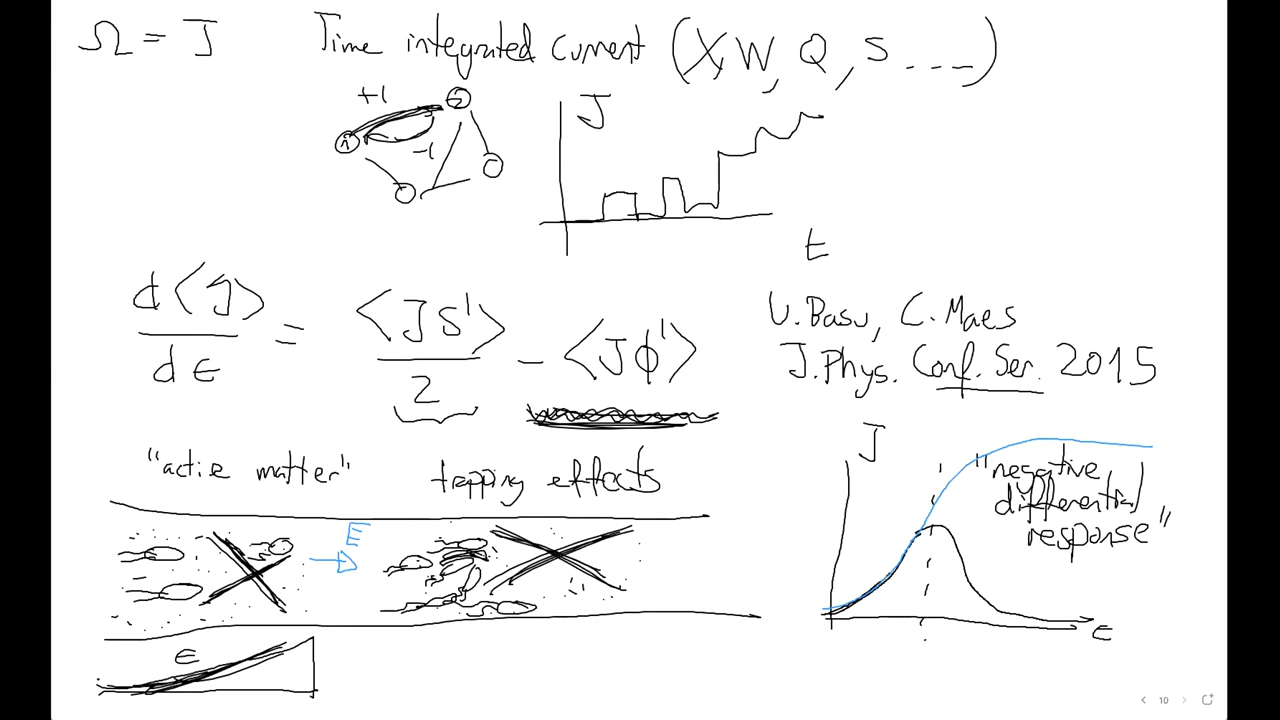 Ω = J Time integrated current (X, W, Q, S ...)
+1
-1
J
t
d⟨J⟩/dε = ⟨JS'⟩/2 - ⟨Jϕ'⟩
U. Basu, C. Maes
J. Phys. Conf. Ser. 2015
"active matter" trapping effects
J
"negative
differential
response"
E
ε
ε
10